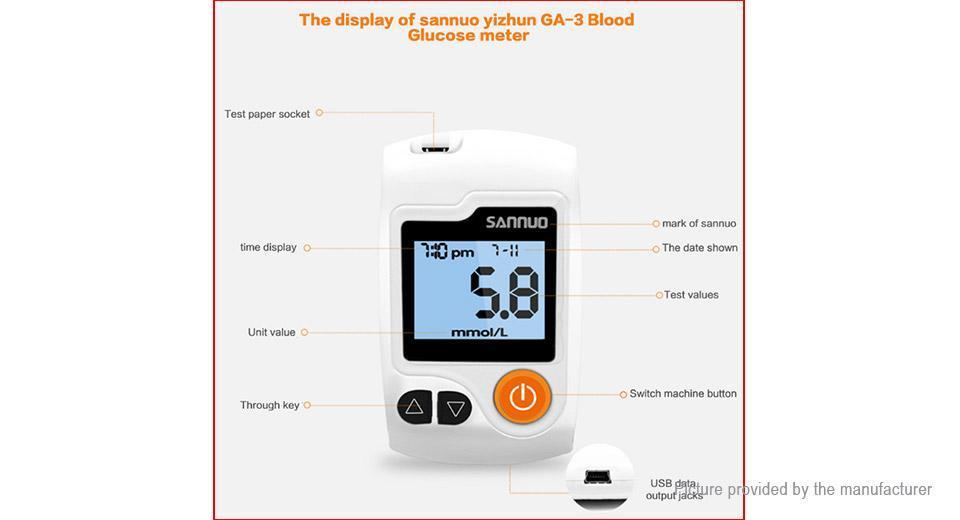 The display of sannuo yizhun GA-3 Blood
Glucose meter
Test paper socket
SANNUO
mark of sannuo
time display
7:10 pm 7-11
The date shown
5.8
Test values
Unit value
mmol/L
Switch machine button
Through key
USB data
output jacks
Picture provided by the manufacturer